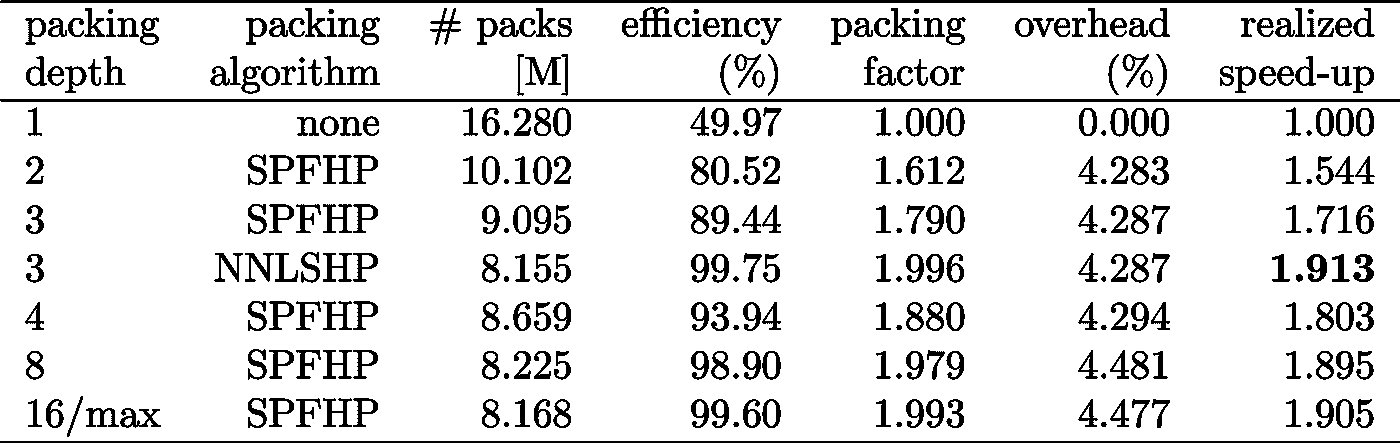 packing packing # packs efficiency packing overhead realized
depth algorithm [M] (%) factor (%) speed-up
1 none 16.280 49.97 1.000 0.000 1.000
2 SPFHP 10.102 80.52 1.612 4.283 1.544
3 SPFHP 9.095 89.44 1.790 4.287 1.716
3 NNLSHP 8.155 99.75 1.996 4.287 1.913
4 SPFHP 8.659 93.94 1.880 4.294 1.803
8 SPFHP 8.225 98.90 1.979 4.481 1.895
16/max SPFHP 8.168 99.60 1.993 4.477 1.905